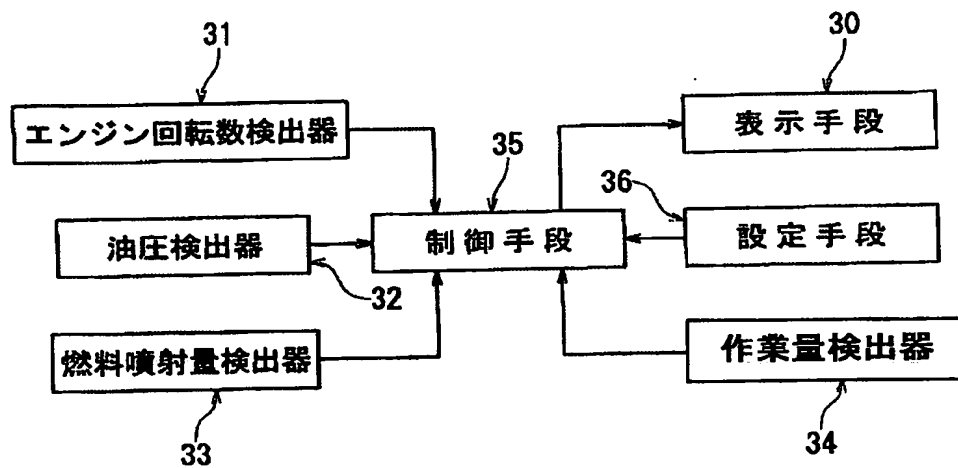 31
30
エンジン回転数検出器
表示手段
35
36
油圧検出器
制御手段
設定手段
32
燃料噴射量検出器
作業量検出器
33
34